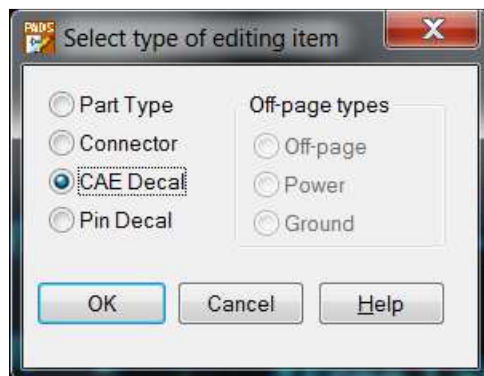 PADS
Select type of editing item
X
Part Type
Connector
CAE Decal
Pin Decal
Off-page types
Off-page
Power
Ground
OK
Cancel
Help